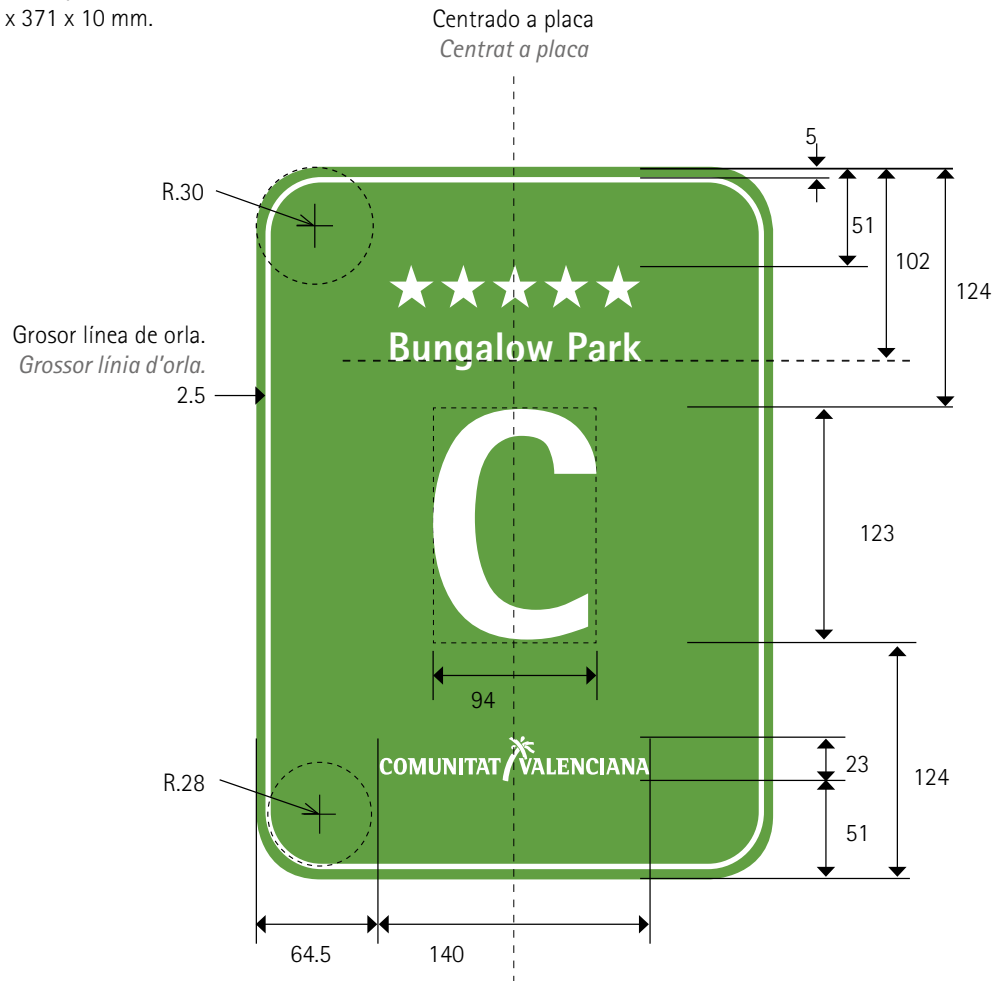 x 371 x 10 mm.
Centrado a placa
Centrat a placa
5
R.30
51
102
124
Grosor línea de orla.
Grossor línia d'orla.
2.5
Bungalow Park
C
123
94
COMUNITAT VALENCIANA
R.28
23
124
51
64.5
140